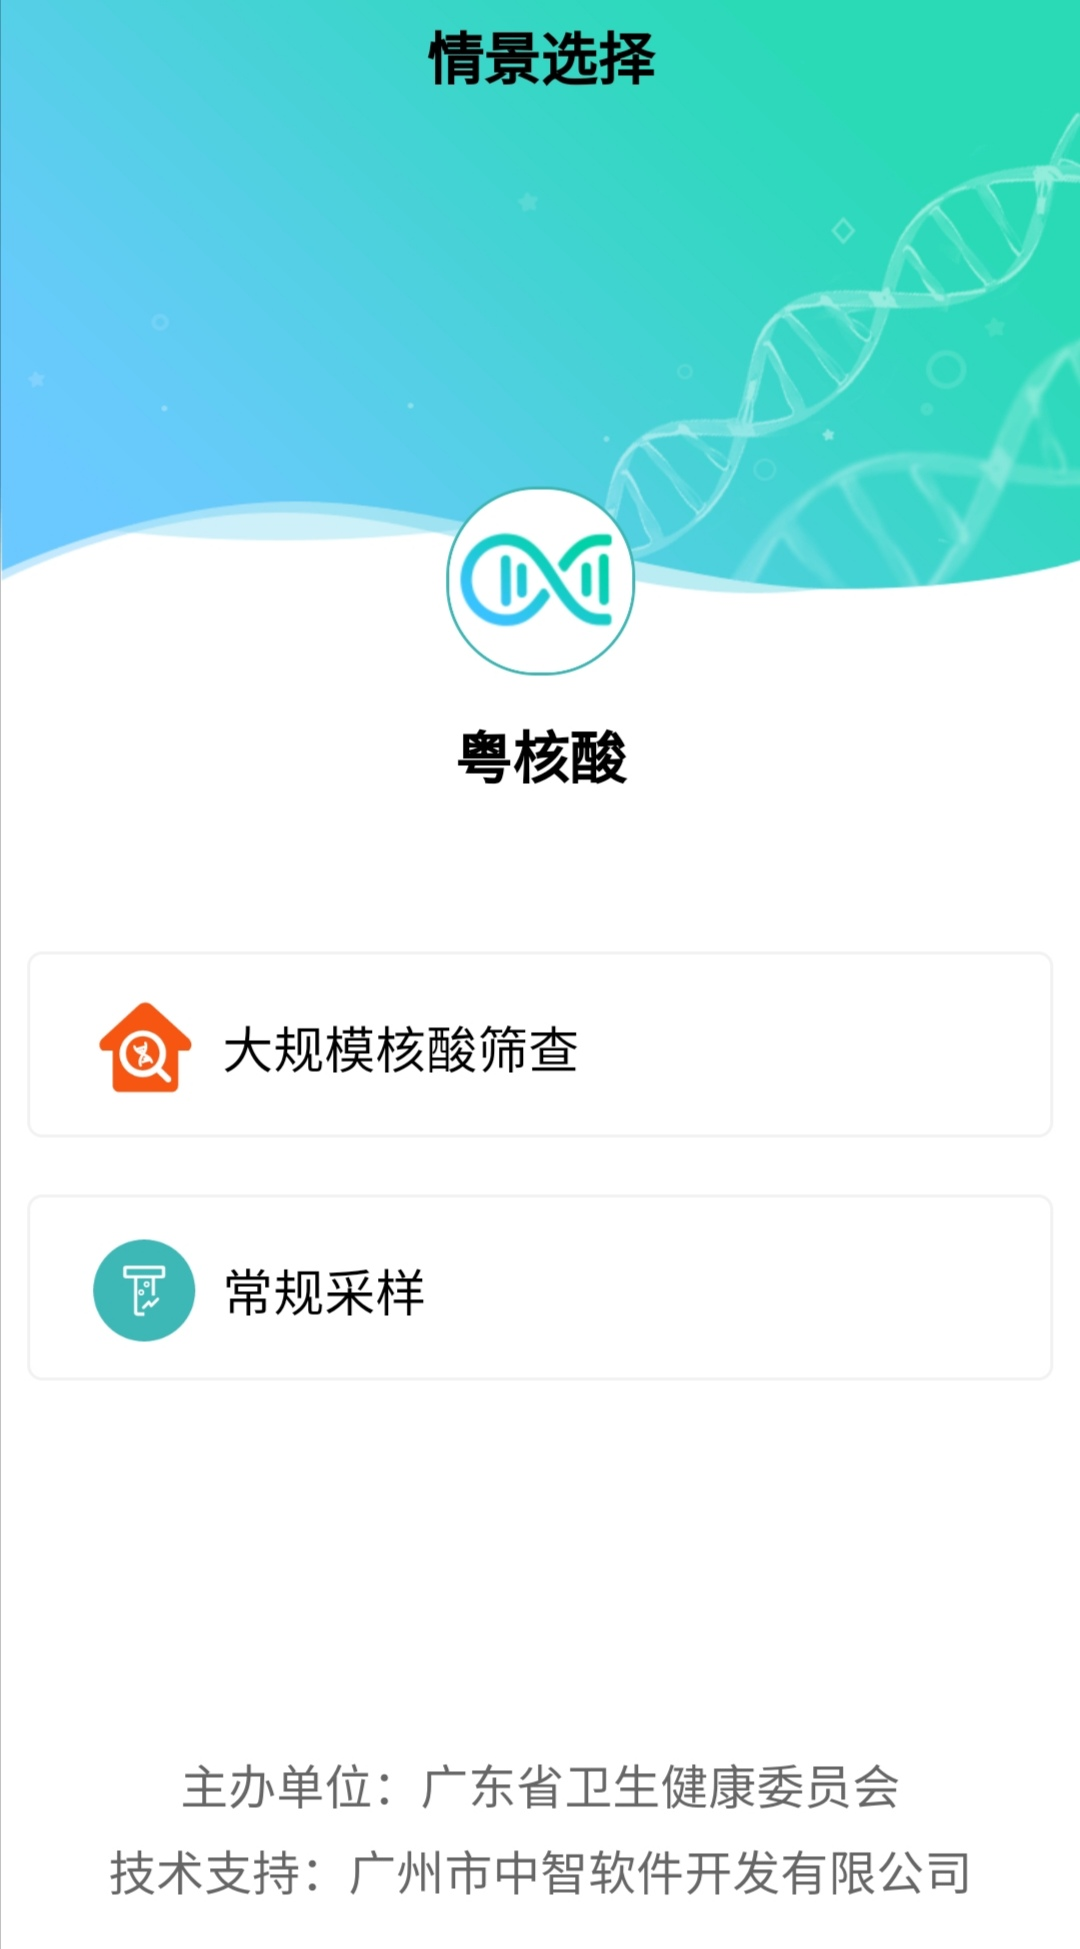 情景选择
粤核酸
大规模核酸筛查
常规采样
主办单位：广东省卫生健康委员会
技术支持：广州市中智软件开发有限公司